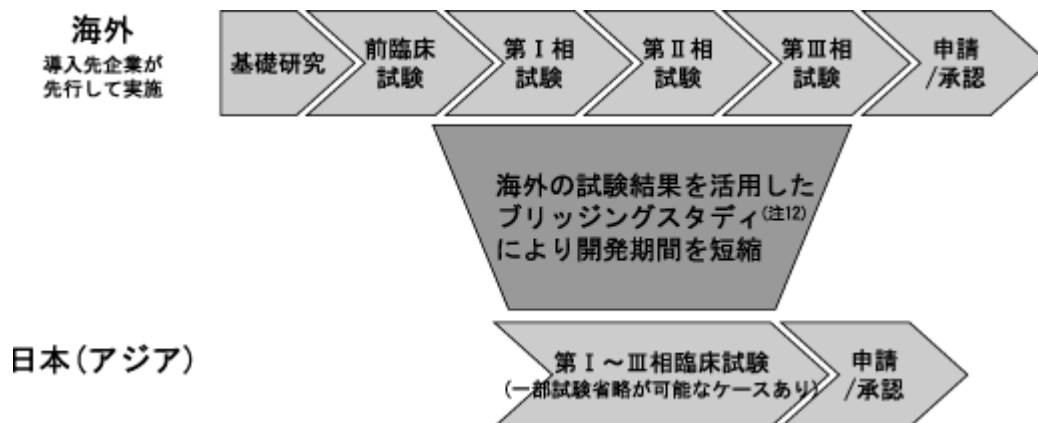 海外
導入先企業が
先行して実施
基礎研究
前臨床
試験
第Ⅰ相
試験
第Ⅱ相
試験
第Ⅲ相
試験
申請
/承認
海外の試験結果を活用した
ブリッジングスタディ(注12)
により開発期間を短縮
日本(アジア)
第Ⅰ~Ⅲ相臨床試験
(一部試験省略が可能なケースあり)
申請
/承認